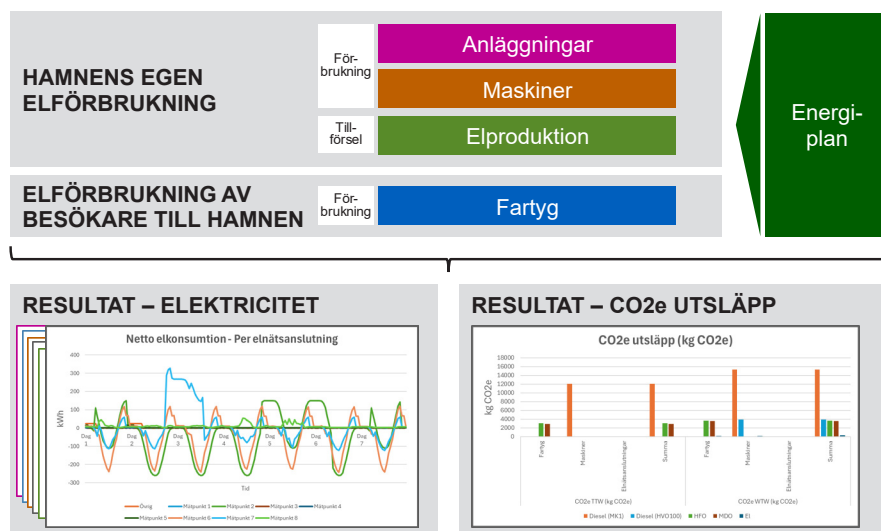 HAMNENS EGEN
ELFÖRBRUKNING
För-
brukning
Anläggningar
Maskiner
Till-
försel
Elproduktion
Energi-
plan
ELFÖRBRUKNING AV
BESÖKARE TILL HAMNEN
För-
brukning
Fartyg
RESULTAT – ELEKTRICITET
Netto elkonsumtion - Per elnätsanslutning
kWh
400
300
200
100
0
-100
-200
-300
Dag 1
Dag 2
Dag 3
Dag 4
Dag 5
Dag 6
Dag 7
Tid
Övrig
Mätpunkt 1
Mätpunkt 2
Mätpunkt 3
Mätpunkt 4
Mätpunkt 5
Mätpunkt 6
Mätpunkt 7
Mätpunkt 8
RESULTAT – CO2e UTSLÄPP
CO2e utsläpp (kg CO2e)
kg CO2e
18000
16000
14000
12000
10000
8000
6000
4000
2000
0
Fartyg
Maskiner
Elnätsanslutningar
Summa
Fartyg
Maskiner
Elnätsanslutningar
Summa
CO2e TTW (kg CO2e)
CO2e WTW (kg CO2e)
Diesel (MK1)
Diesel (HVO100)
HFO
MDO
El